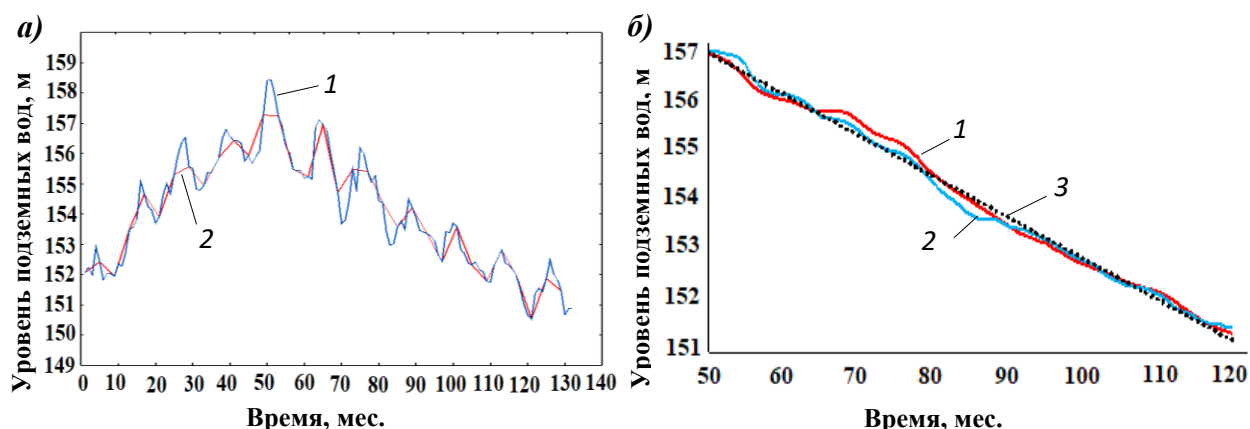 а)
Уровень подземных вод, м
159
158
157
156
155
154
153
152
151
150
149
1
2
0 10 20 30 40 50 60 70 80 90 100 110 120 130 140
Время, мес.
б)
Уровень подземных вод, м
157
156
155
154
153
152
151
1
2
3
50 60 70 80 90 100 110 120
Время, мес.